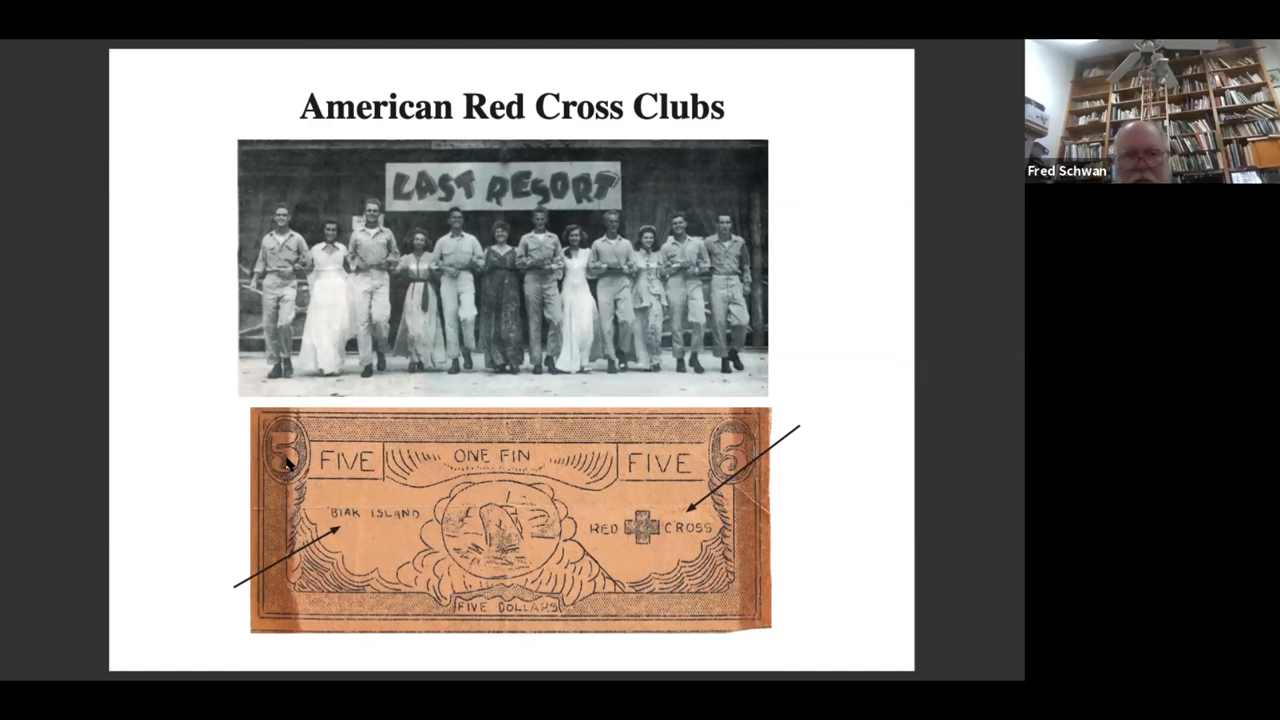 American Red Cross Clubs
LAST RESORT
Fred Schwan
5 FIVE ONE FIN FIVE 5
BIAK ISLAND
RED CROSS
FIVE DOLLARS